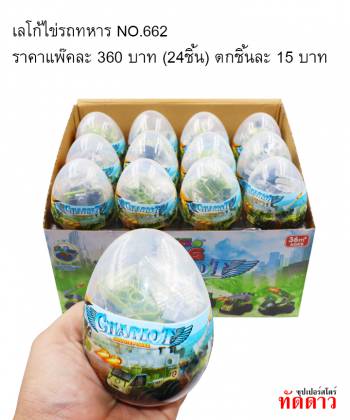 เลโก้ไข่รถทหาร NO.662
ราคาแพ๊คละ 360 บาท (24ชิ้น) ตกชิ้นละ 15 บาท
36m+
CHARIOT
ซุปเปอร์สโตร์
ทัดดาว